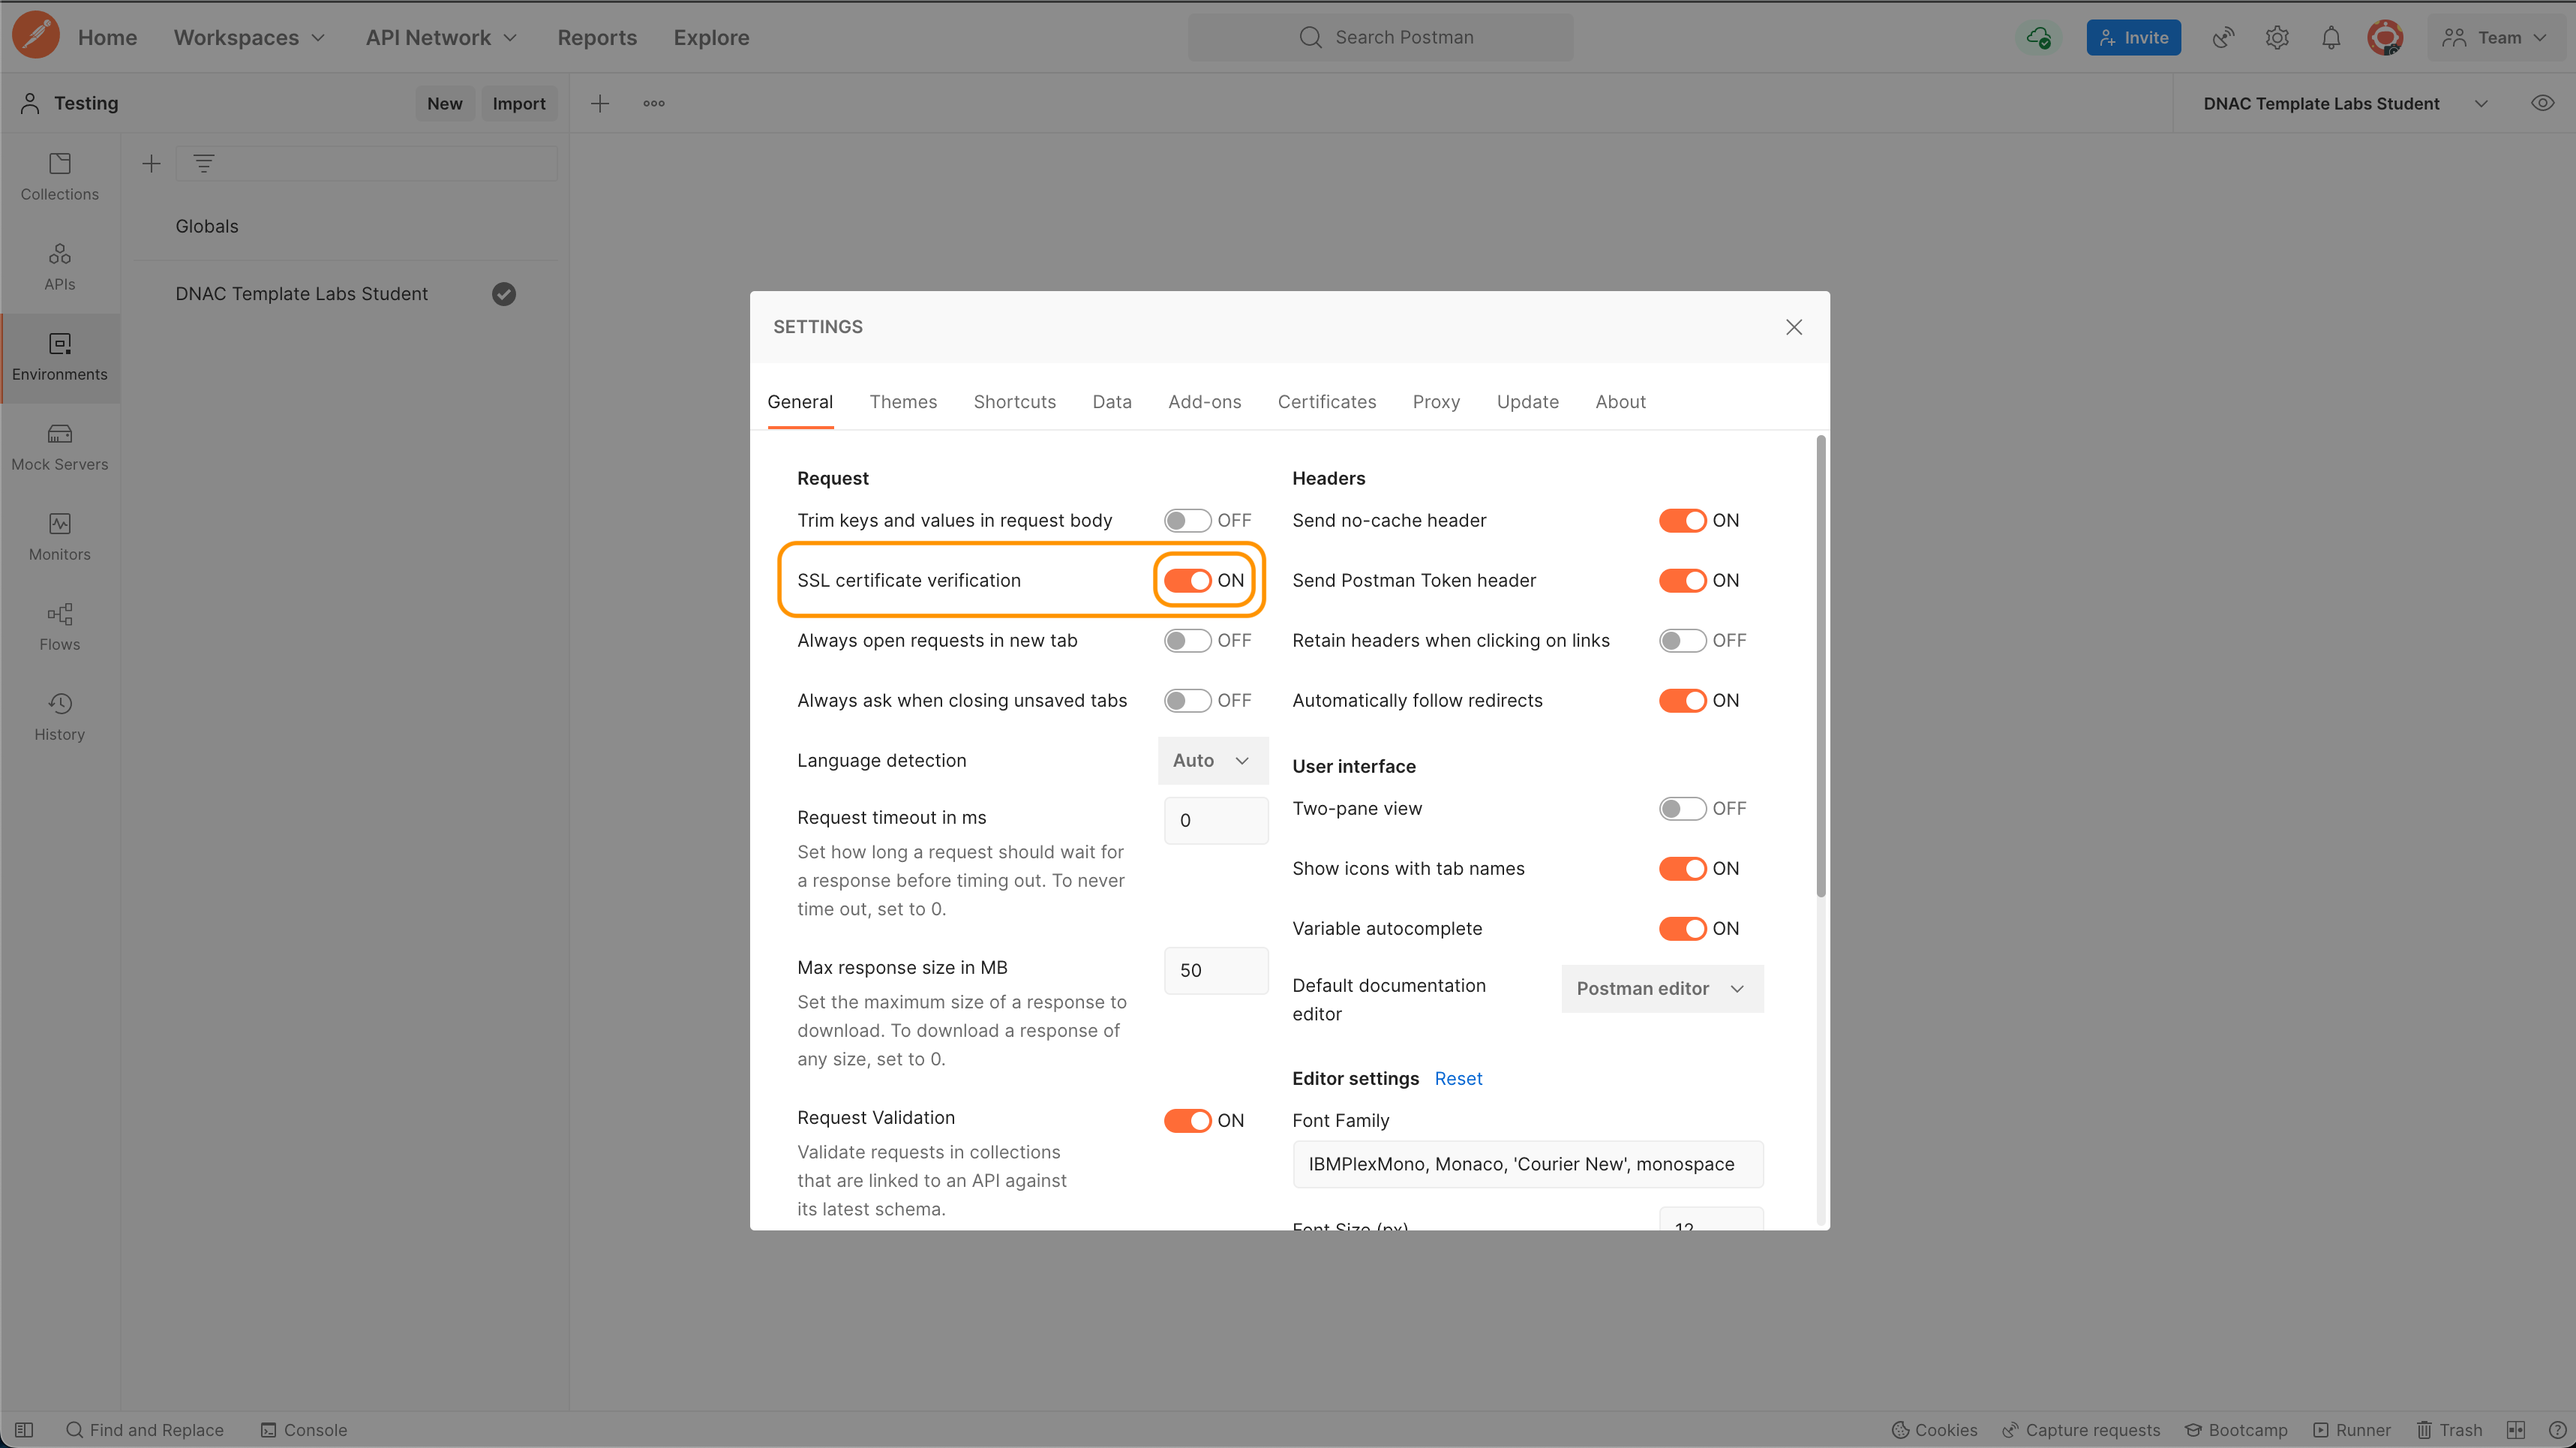 Home Workspaces API Network Reports Explore Search Postman Invite Team
Testing New Import DNAC Template Labs Student
Collections
Globals
APIs
DNAC Template Labs Student
Environments
Mock Servers
Monitors
Flows
History
SETTINGS
General Themes Shortcuts Data Add-ons Certificates Proxy Update About
Request
Trim keys and values in request body OFF
SSL certificate verification ON
Always open requests in new tab OFF
Always ask when closing unsaved tabs OFF
Language detection Auto
Request timeout in ms 0
Set how long a request should wait for
a response before timing out. To never
time out, set to 0.
Max response size in MB 50
Set the maximum size of a response to
download. To download a response of
any size, set to 0.
Request Validation ON
Validate requests in collections
that are linked to an API against
its latest schema.
Headers
Send no-cache header ON
Send Postman Token header ON
Retain headers when clicking on links OFF
Automatically follow redirects ON
User interface
Two-pane view OFF
Show icons with tab names ON
Variable autocomplete ON
Default documentation
editor Postman editor
Editor settings Reset
Font Family
IBMPlexMono, Monaco, 'Courier New', monospace
Font Size (px) 12
Find and Replace Console Cookies Capture requests Bootcamp Runner Trash